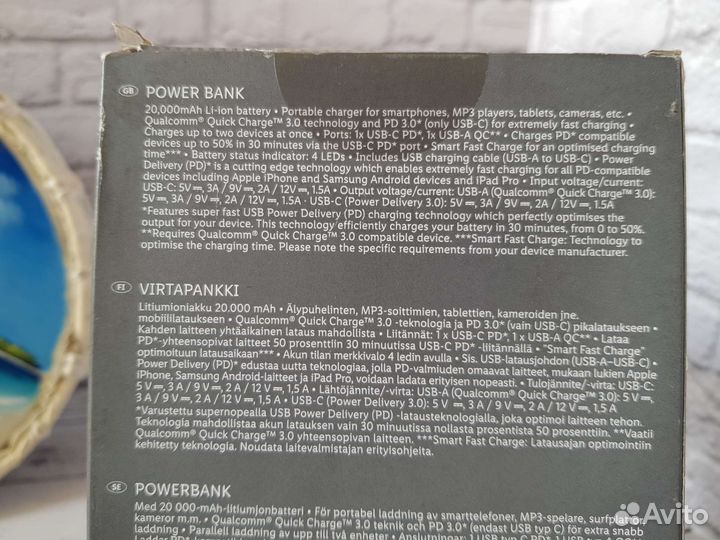 GB POWER BANK
20,000mAh Li-Ion battery • Portable charger for smartphones, MP3 players, tablets, cameras, etc. •
Qualcomm® Quick Charge™ 3.0 technology and PD 3.0* (only USB-C) for extremely fast charging •
Charges up to two devices at once • Ports: 1x USB-C PD*, 1x USB-A QC** • Charges PD* compatible
devices up to 50% in 30 minutes via the USB-C PD* port • Smart Fast Charge for an optimised charging
time*** • Battery status indicator: 4 LEDs • Includes USB charging cable (USB-A to USB-C) • Power
Delivery (PD)* is a cutting edge technology which enables extremely fast charging for all PD-compatible
devices including Apple iPhone and Samsung Android devices and iPad Pro • Input voltage/current:
USB-C: 5V⎓, 3A / 9V⎓, 2A / 12V⎓, 1.5A • Output voltage/current: USB-A (Qualcomm® Quick Charge™ 3.0):
5V⎓, 3A / 9V⎓, 2A / 12V⎓, 1.5A · USB-C (Power Delivery 3.0): 5V⎓, 3A / 9V⎓, 2A / 12V⎓, 1.5A
*Features super fast USB Power Delivery (PD) charging technology which perfectly optimises the
output for your device. This technology efficiently charges your battery in 30 minutes, from 0 to 50%.
**Requires Qualcomm® Quick Charge™ 3.0 compatible device. ***Smart Fast Charge: Technology to
optimise the charging time. Please note the specific requirements from your device manufacturer.
FI VIRTAPANKKI
Litiumioniakku 20.000 mAh • Älypuhelinten, MP3-soittimien, tablettien, kameroiden jne.
mobiililataukseen • Qualcomm® Quick Charge™ 3.0 -teknologia ja PD 3.0* (vain USB-C) pikalataukseen •
Kahden laitteen yhtäaikainen lataus mahdollista • Liitännät: 1 x USB-C PD*, 1 x USB-A QC** • Lataa
PD*-yhteensopivat laitteet 50 prosenttiin 30 minuutissa USB-C PD* -liitännällä • "Smart Fast Charge"
optimoituun latausaikaan*** • Akun tilan merkkivalo 4 ledin avulla • Sis. USB-latausjohdon (USB-A–USB-C) •
Power Delivery (PD)* edustaa uutta teknologiaa, jolla PD-valmiuden omaavat laitteet, mukaan lukien Apple
iPhone, Samsung Android-laitteet ja iPad Pro, voidaan ladata erityisen nopeasti. • Tulojännite/-virta: USB-C:
5 V⎓, 3 A / 9 V⎓, 2 A / 12 V⎓, 1,5 A • Lähtöjännite/-virta: USB-A (Qualcomm® Quick Charge™ 3.0): 5 V⎓,
3 A / 9 V⎓, 2 A / 12 V⎓, 1,5 A • USB-C (Power Delivery 3.0): 5 V⎓, 3 A / 9 V⎓, 2 A / 12 V⎓, 1,5 A
*Varustettu supernopealla USB Power Delivery (PD) -latausteknologialla, joka optimoi laitteen tehon.
Teknologia mahdollistaa akun latauksen vain 30 minuutissa nollasta prosentista 50 prosenttiin. **Vaatii
Qualcomm® Quick Charge™ 3.0 yhteensopivan laitteen. ***Smart Fast Charge: Latausajan optimointiin
kehitetty teknologia. Noudata laitevalmistajan erityisohjeita.
SE POWERBANK
Med 20 000-mAh-litiumjonbatteri • För portabel laddning av smarttelefoner, MP3-spelare, surfplattor,
kameror m.m. • Qualcomm® Quick Charge™ 3.0 teknik och PD 3.0* (endast USB typ C) för extra snabb
laddning • Parallell laddning av upp till två enheter • Anslutningar: 1 USB typ C
Avito